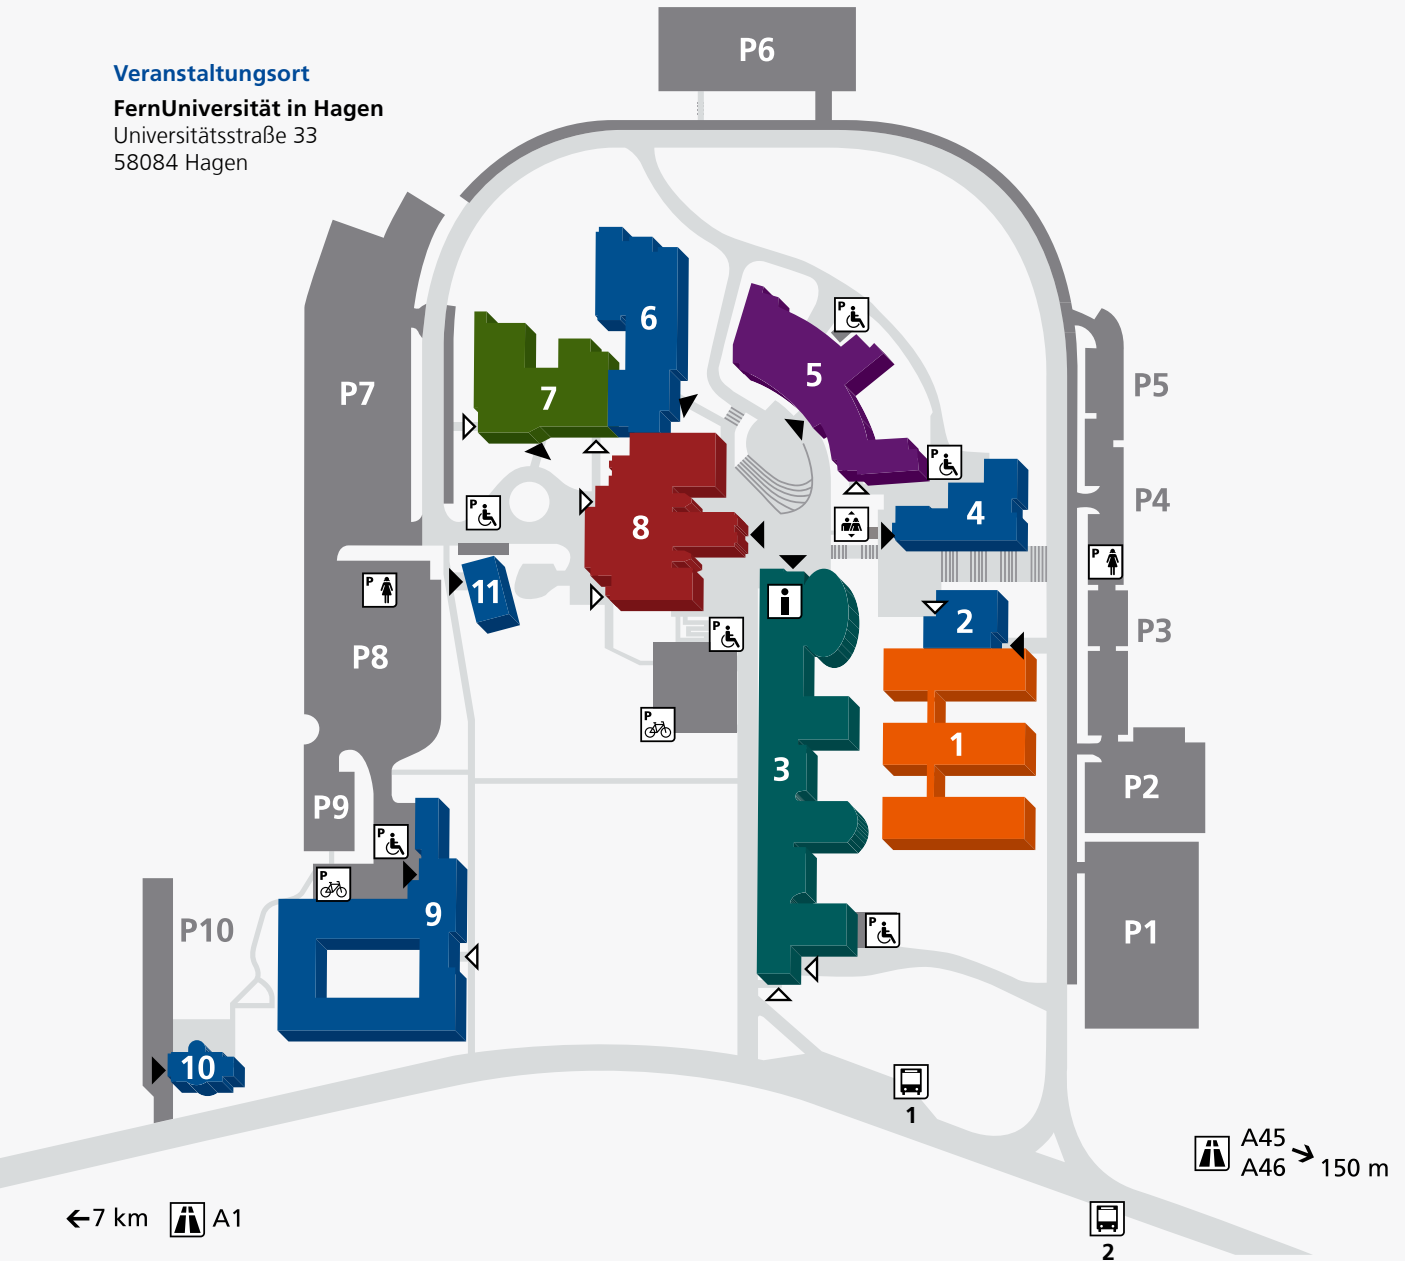 Veranstaltungsort
FernUniversität in Hagen
Universitätsstraße 33
58084 Hagen
P6
6
P
5
P7
7
P5
P
P
8
4
P4
11
P
P
2
P3
P
P8
P
1
3
P2
P9
P
P
9
P
P10
P1
10
1
A45
A46
150 m
7 km
A1
2